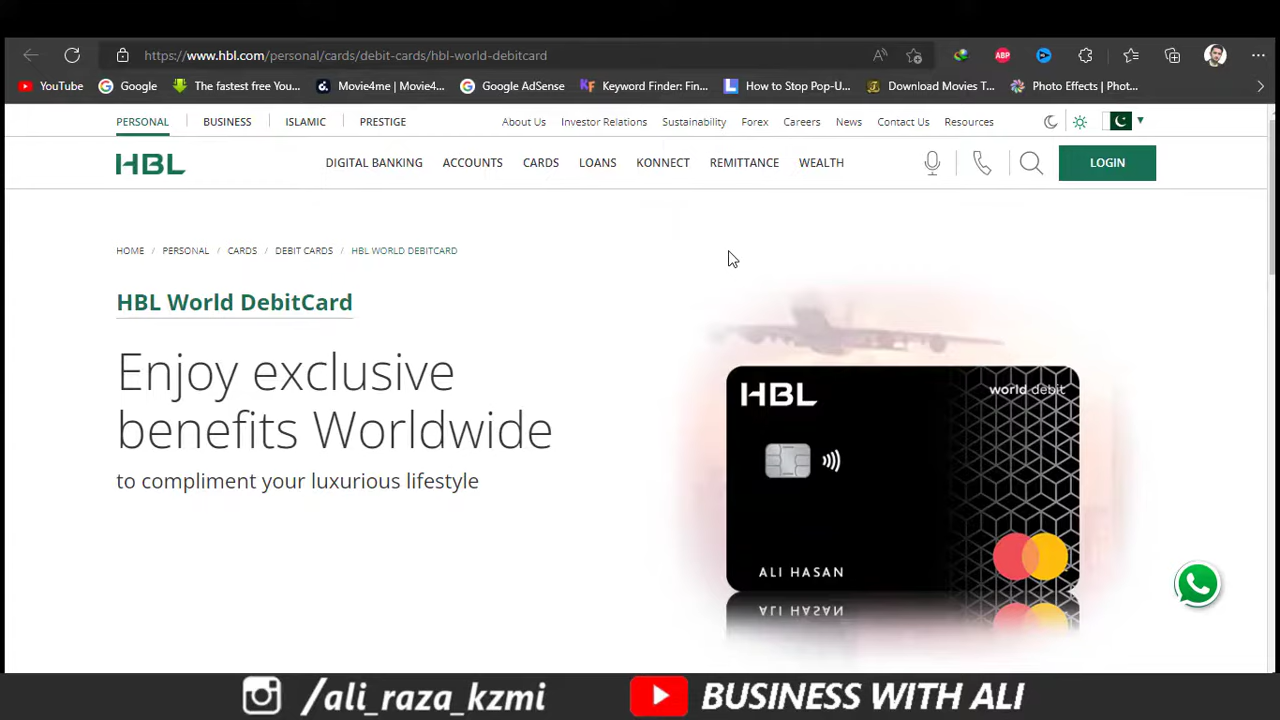 https://www.hbl.com/personal/cards/debit-cards/hbl-world-debitcard
ABP
YouTube
Google
The fastest free You...
Movie4me | Movie4...
Google AdSense
Keyword Finder: Fin...
How to Stop Pop-U...
Download Movies T...
Photo Effects | Phot...
PERSONAL
BUSINESS
ISLAMIC
PRESTIGE
About Us
Investor Relations
Sustainability
Forex
Careers
News
Contact Us
Resources
HBL
DIGITAL BANKING
ACCOUNTS
CARDS
LOANS
KONNECT
REMITTANCE
WEALTH
LOGIN
HOME / PERSONAL / CARDS / DEBIT CARDS / HBL WORLD DEBITCARD
HBL World DebitCard
Enjoy exclusive
benefits Worldwide
to compliment your luxurious lifestyle
HBL
world debit
ALI HASAN
ALI HASAN
/ali_raza_kzmi
BUSINESS WITH ALI